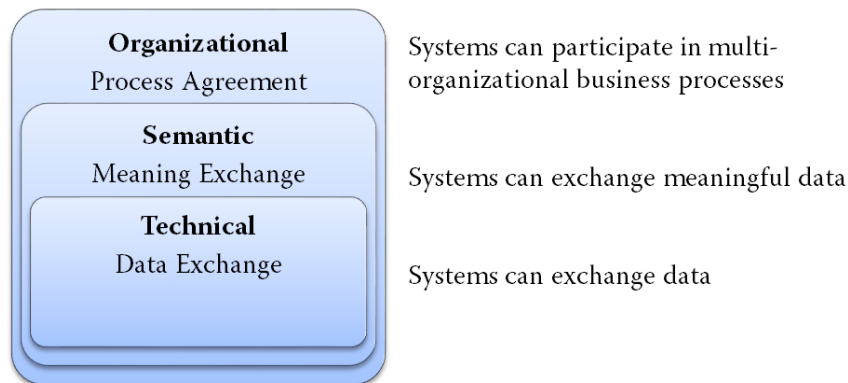 Organizational
Process Agreement
Systems can participate in multi-
organizational business processes
Semantic
Meaning Exchange
Systems can exchange meaningful data
Technical
Data Exchange
Systems can exchange data